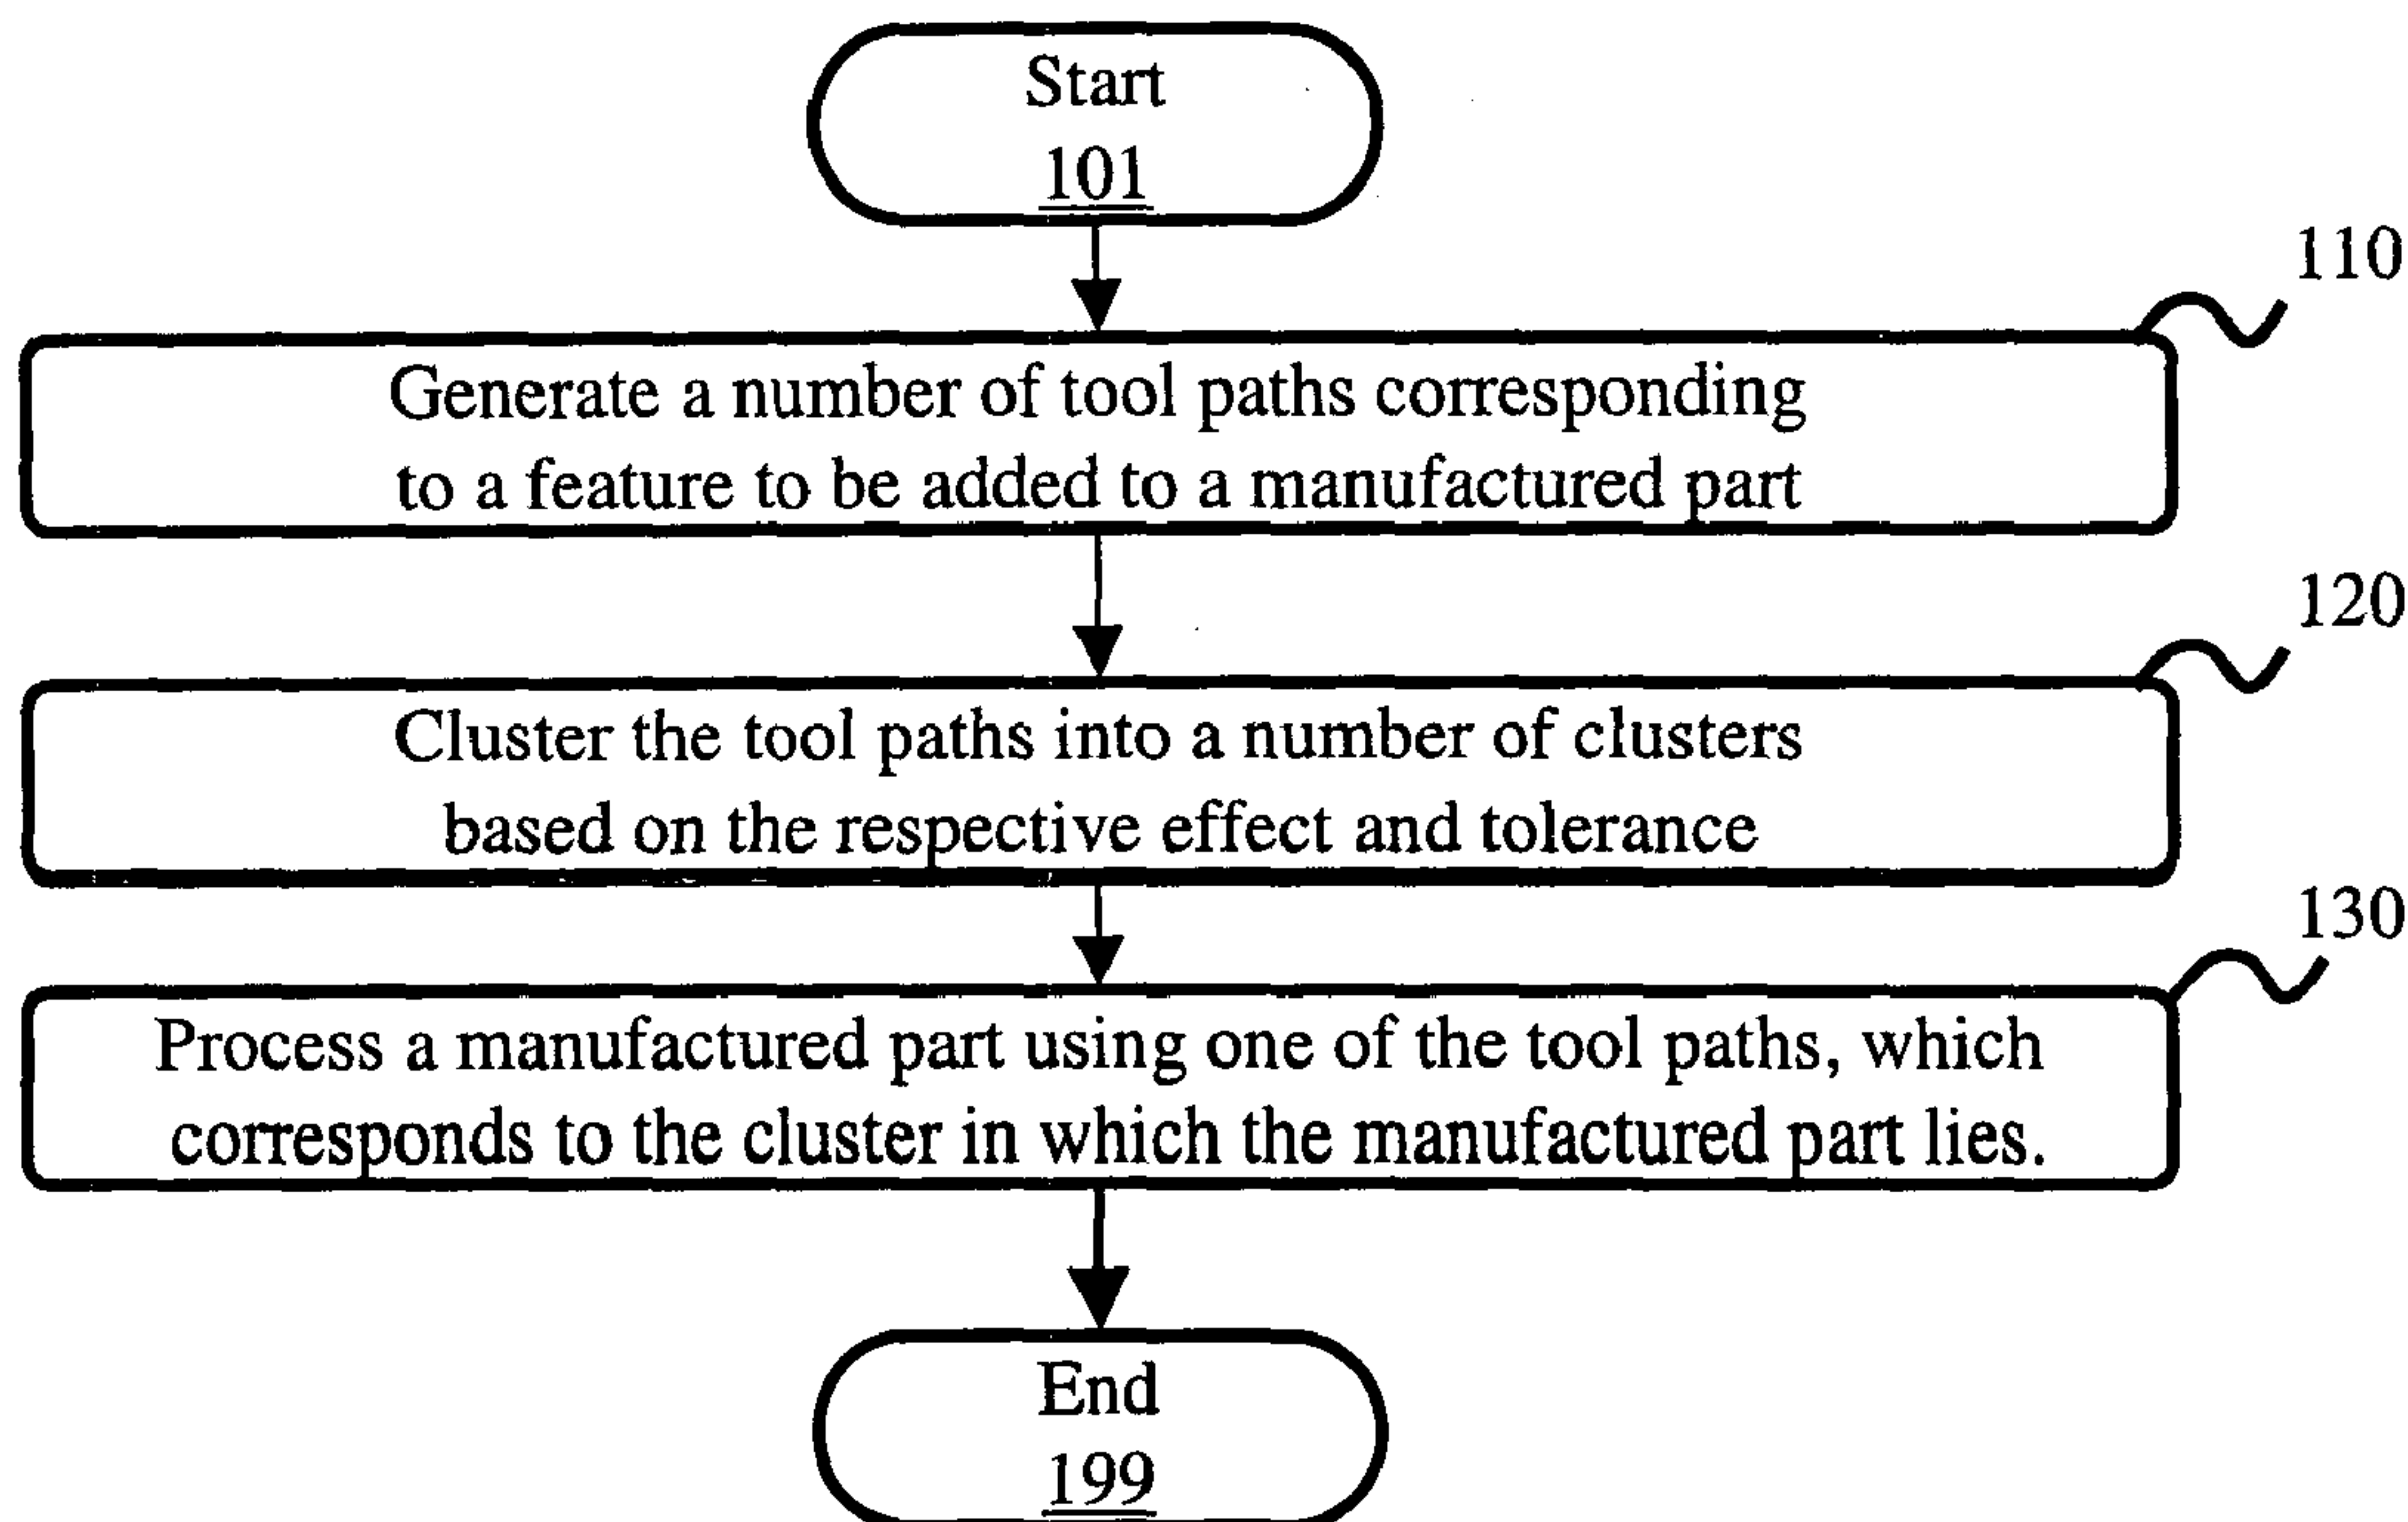 Start
101
110
Generate a number of tool paths corresponding
to a feature to be added to a manufactured part
120
Cluster the tool paths into a number of clusters
based on the respective effect and tolerance
130
Process a manufactured part using one of the tool paths, which
corresponds to the cluster in which the manufactured part lies.
End
199